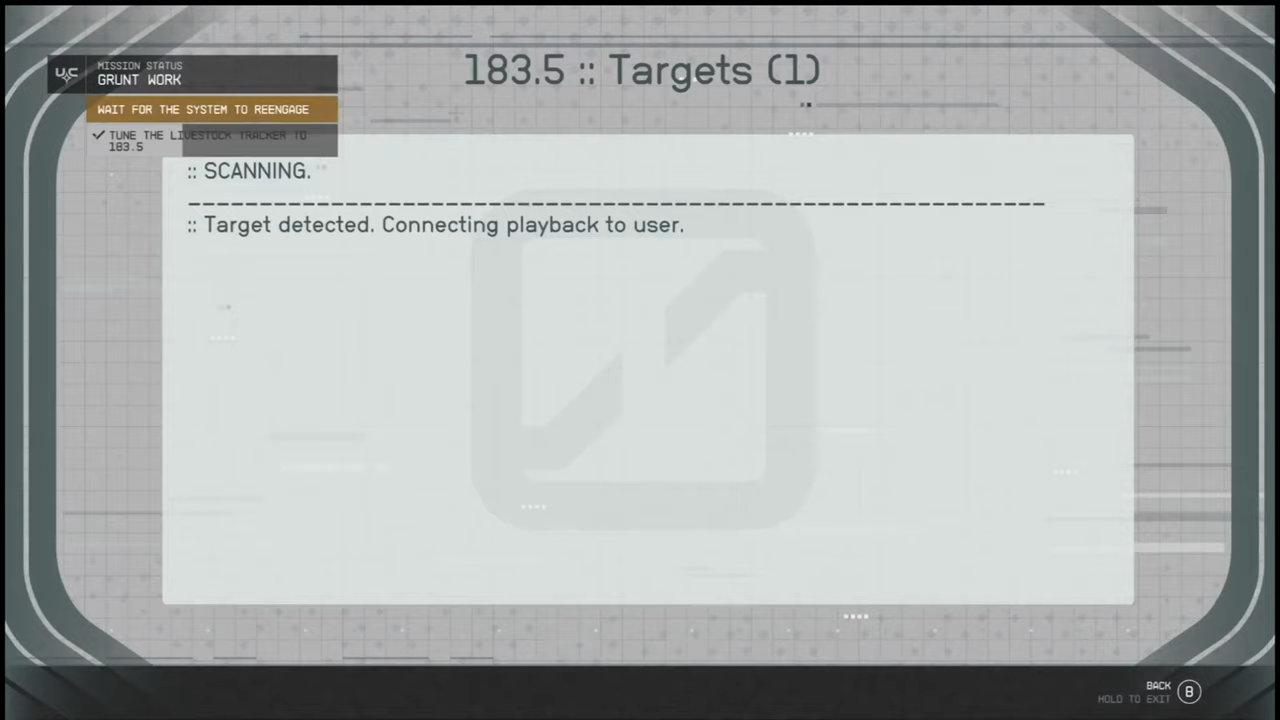 183.5 :: Targets (1)
UC
MISSION STATUS
GRUNT WORK
WAIT FOR THE SYSTEM TO REENGAGE
TUNE THE LIVESTOCK TRACKER TO
183.5
:: SCANNING.
:: Target detected. Connecting playback to user.
BACK
HOLD TO EXIT
B